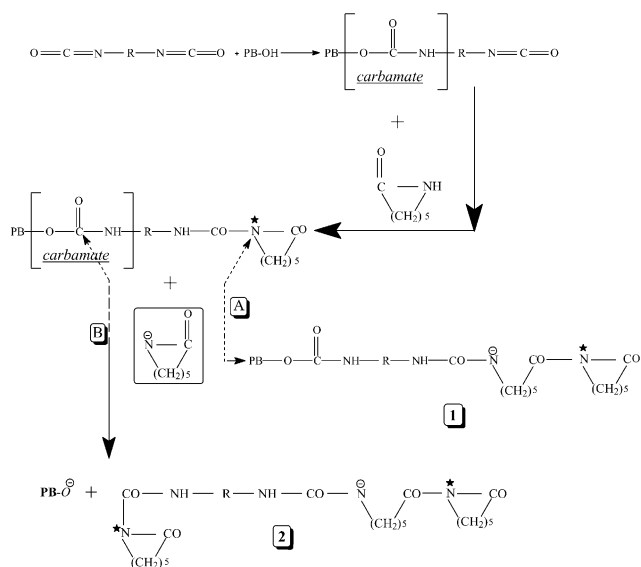 O=C=N—R—N=C=O + PB-OH PB—O—C—NH—R—N=C=O
O
carbamate
+
O
C—NH
(CH2)5
O
PB—O—C—NH—R—NH—CO—N—CO
★
carbamate
(CH2)5
+
A
B
⊖ O
N—C
(CH2)5
O
PB—O—C—NH—R—NH—CO—N—CO—N—CO
⊖ ★
(CH2)5 (CH2)5
1
PB-O⊖ + CO—NH—R—NH—CO—N—CO—N—CO
⊖ ★
★N—CO
(CH2)5 (CH2)5
(CH2)5
2